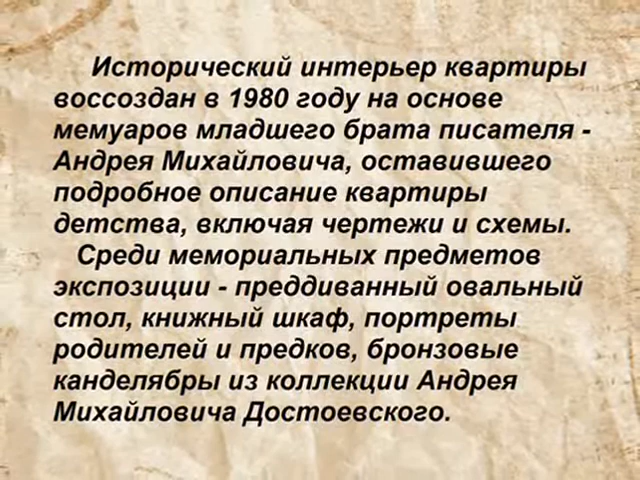 Исторический интерьер квартиры
воссоздан в 1980 году на основе
мемуаров младшего брата писателя -
Андрея Михайловича, оставившего
подробное описание квартиры
детства, включая чертежи и схемы.
Среди мемориальных предметов
экспозиции - преддиванный овальный
стол, книжный шкаф, портреты
родителей и предков, бронзовые
канделябры из коллекции Андрея
Михайловича Достоевского.